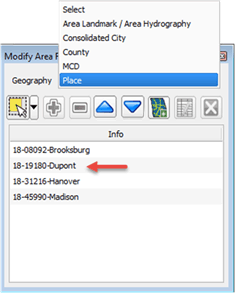 Select
Area Landmark / Area Hydrography
Consolidated City
County
MCD
Place
Modify Area
Geography
Info
18-08092-Brooksburg
18-19180-Dupont
18-31216-Hanover
18-45990-Madison